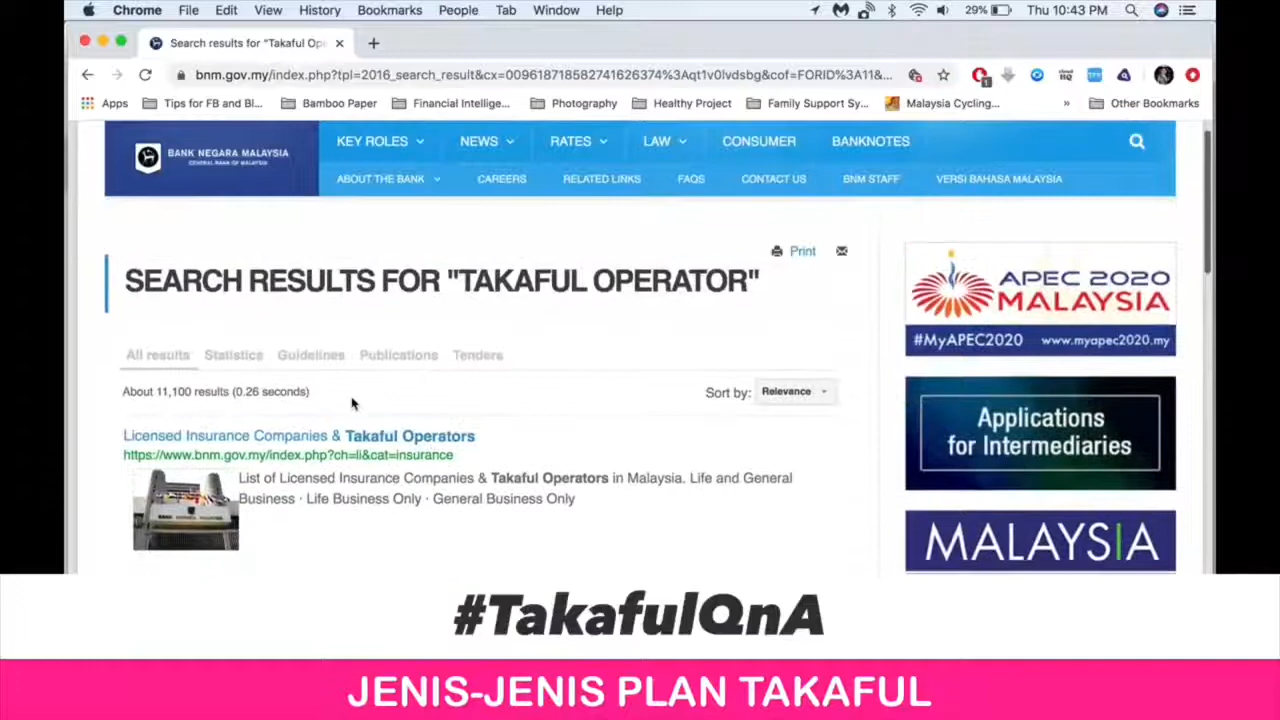 Chrome File Edit View History Bookmarks People Tab Window Help 29% Thu 10:43 PM
Search results for "Takaful Ope
bnm.gov.my/index.php?tpl=2016_search_result&cx=009618718582741626374%3Aqt1v0lvdsbg&cof=FORID%3A11&...
Apps Tips for FB and Bl... Bamboo Paper Financial Intellige... Photography Healthy Project Family Support Sy... Malaysia Cycling... » Other Bookmarks
BANK NEGARA MALAYSIA
CENTRAL BANK OF MALAYSIA
KEY ROLES NEWS RATES LAW CONSUMER BANKNOTES
ABOUT THE BANK CAREERS RELATED LINKS FAQS CONTACT US BNM STAFF VERSI BAHASA MALAYSIA
Print
SEARCH RESULTS FOR "TAKAFUL OPERATOR"
All results Statistics Guidelines Publications Tenders
About 11,100 results (0.26 seconds)
Sort by: Relevance
Licensed Insurance Companies & Takaful Operators
https://www.bnm.gov.my/index.php?ch=li&cat=insurance
List of Licensed Insurance Companies & Takaful Operators in Malaysia. Life and General
Business · Life Business Only · General Business Only
APEC 2020
MALAYSIA
#MyAPEC2020 www.myapec2020.my
Applications
for Intermediaries
MALAYSIA
#TakafulQnA
JENIS-JENIS PLAN TAKAFUL